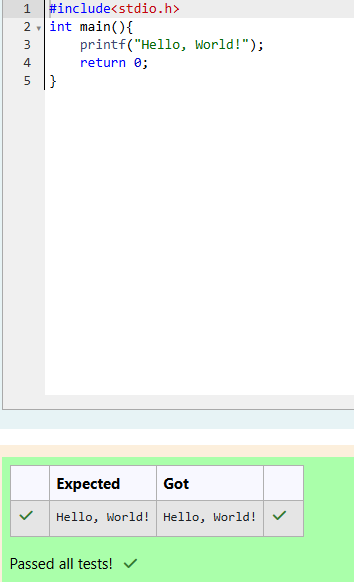 1 #include<stdio.h>
2 int main(){
3     printf("Hello, World!");
4     return 0;
5 }
Expected Got
Hello, World! Hello, World!
Passed all tests!